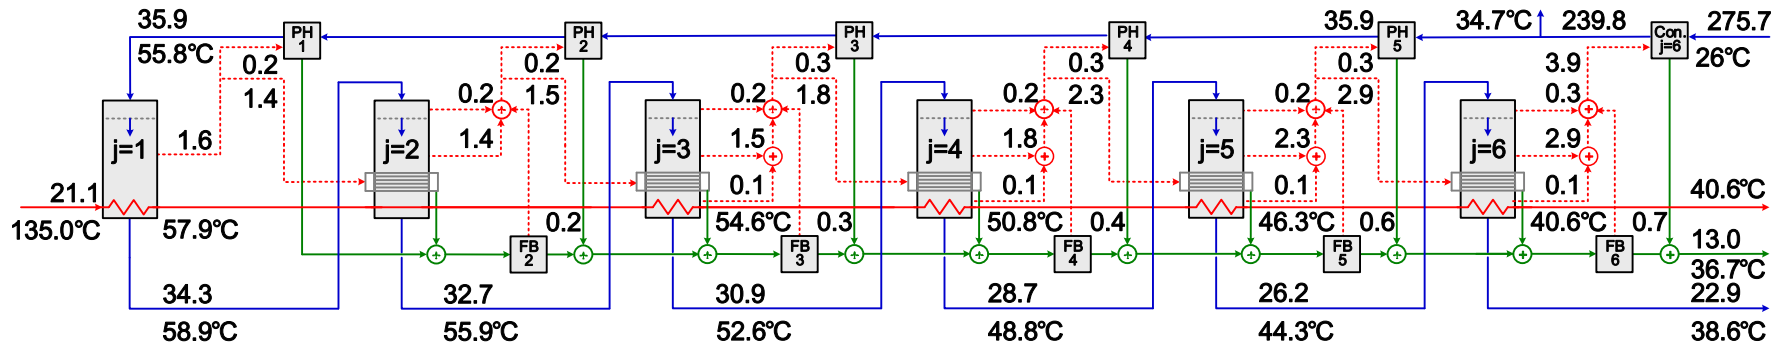 35.9 PH 1 PH 2 PH 3 PH 4 35.9 PH 5 34.7°C 239.8 Con. j=6 275.7
55.8°C 26°C
0.2 0.2 0.3 0.3 0.3 3.9
1.4 0.2 1.5 0.2 1.8 0.2 2.3 0.2 2.9 0.3
1.6 1.4 1.5 1.8 2.3 2.9
j=1 j=2 j=3 j=4 j=5 j=6
21.1 0.1 0.1 0.1 0.1 40.6°C
135.0°C 57.9°C 0.2 54.6°C 0.3 50.8°C 0.4 46.3°C 0.6 40.6°C 0.7
FB 2 FB 3 FB 4 FB 5 FB 6 13.0
36.7°C
34.3 32.7 30.9 28.7 26.2 22.9
58.9°C 55.9°C 52.6°C 48.8°C 44.3°C 38.6°C